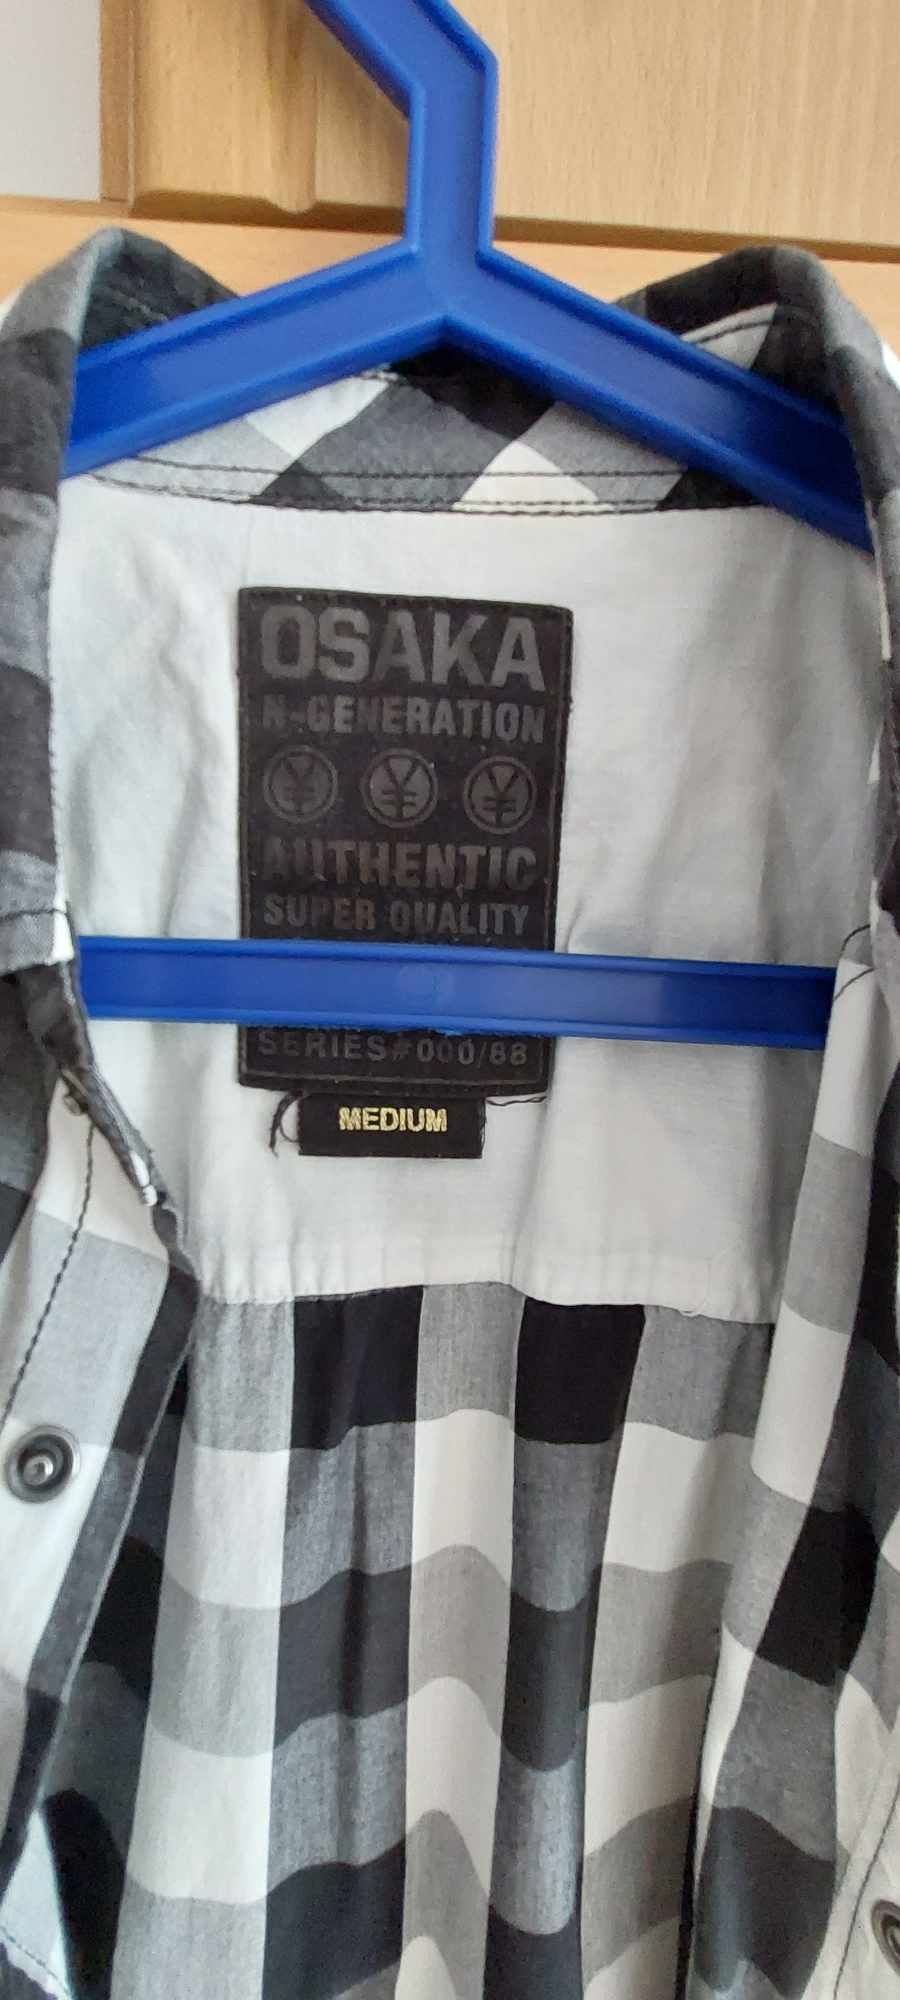 OSAKA
N-GENERATION
AUTHENTIC
SUPER QUALITY
SERIES#000/88
MEDIUM